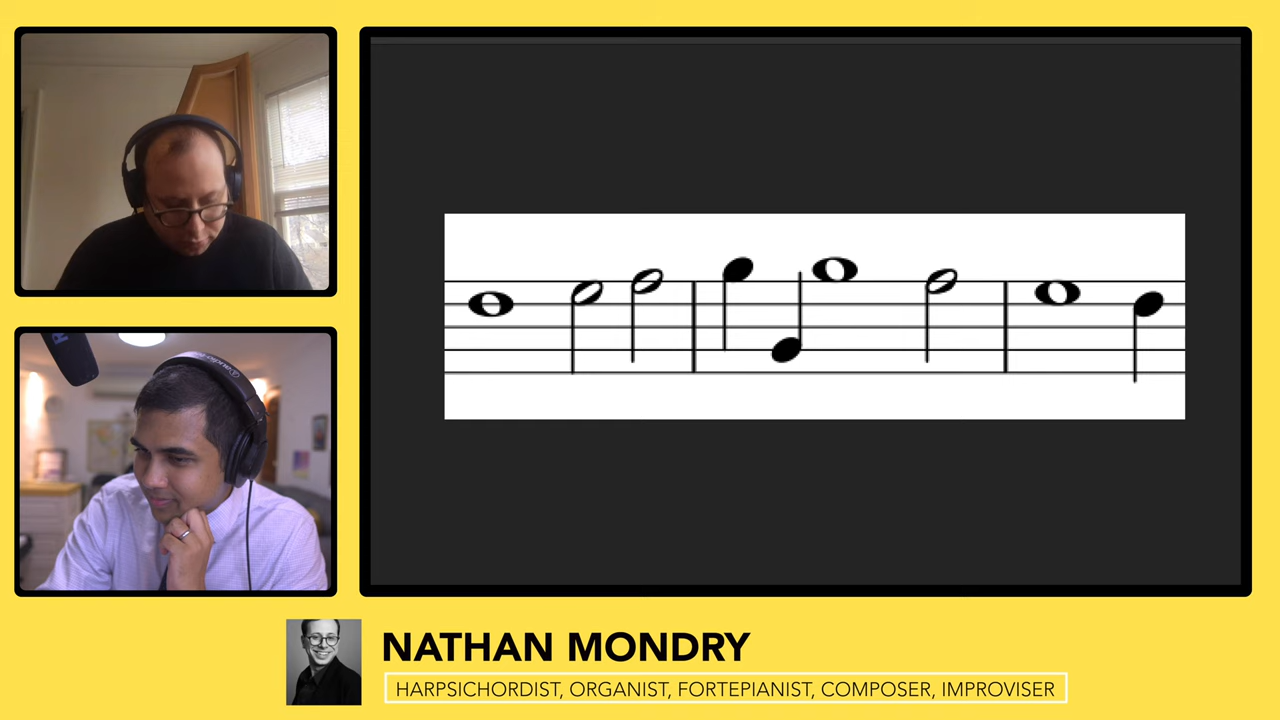 NATHAN MONDRY
HARPSICHORDIST, ORGANIST, FORTEPIANIST, COMPOSER, IMPROVISER